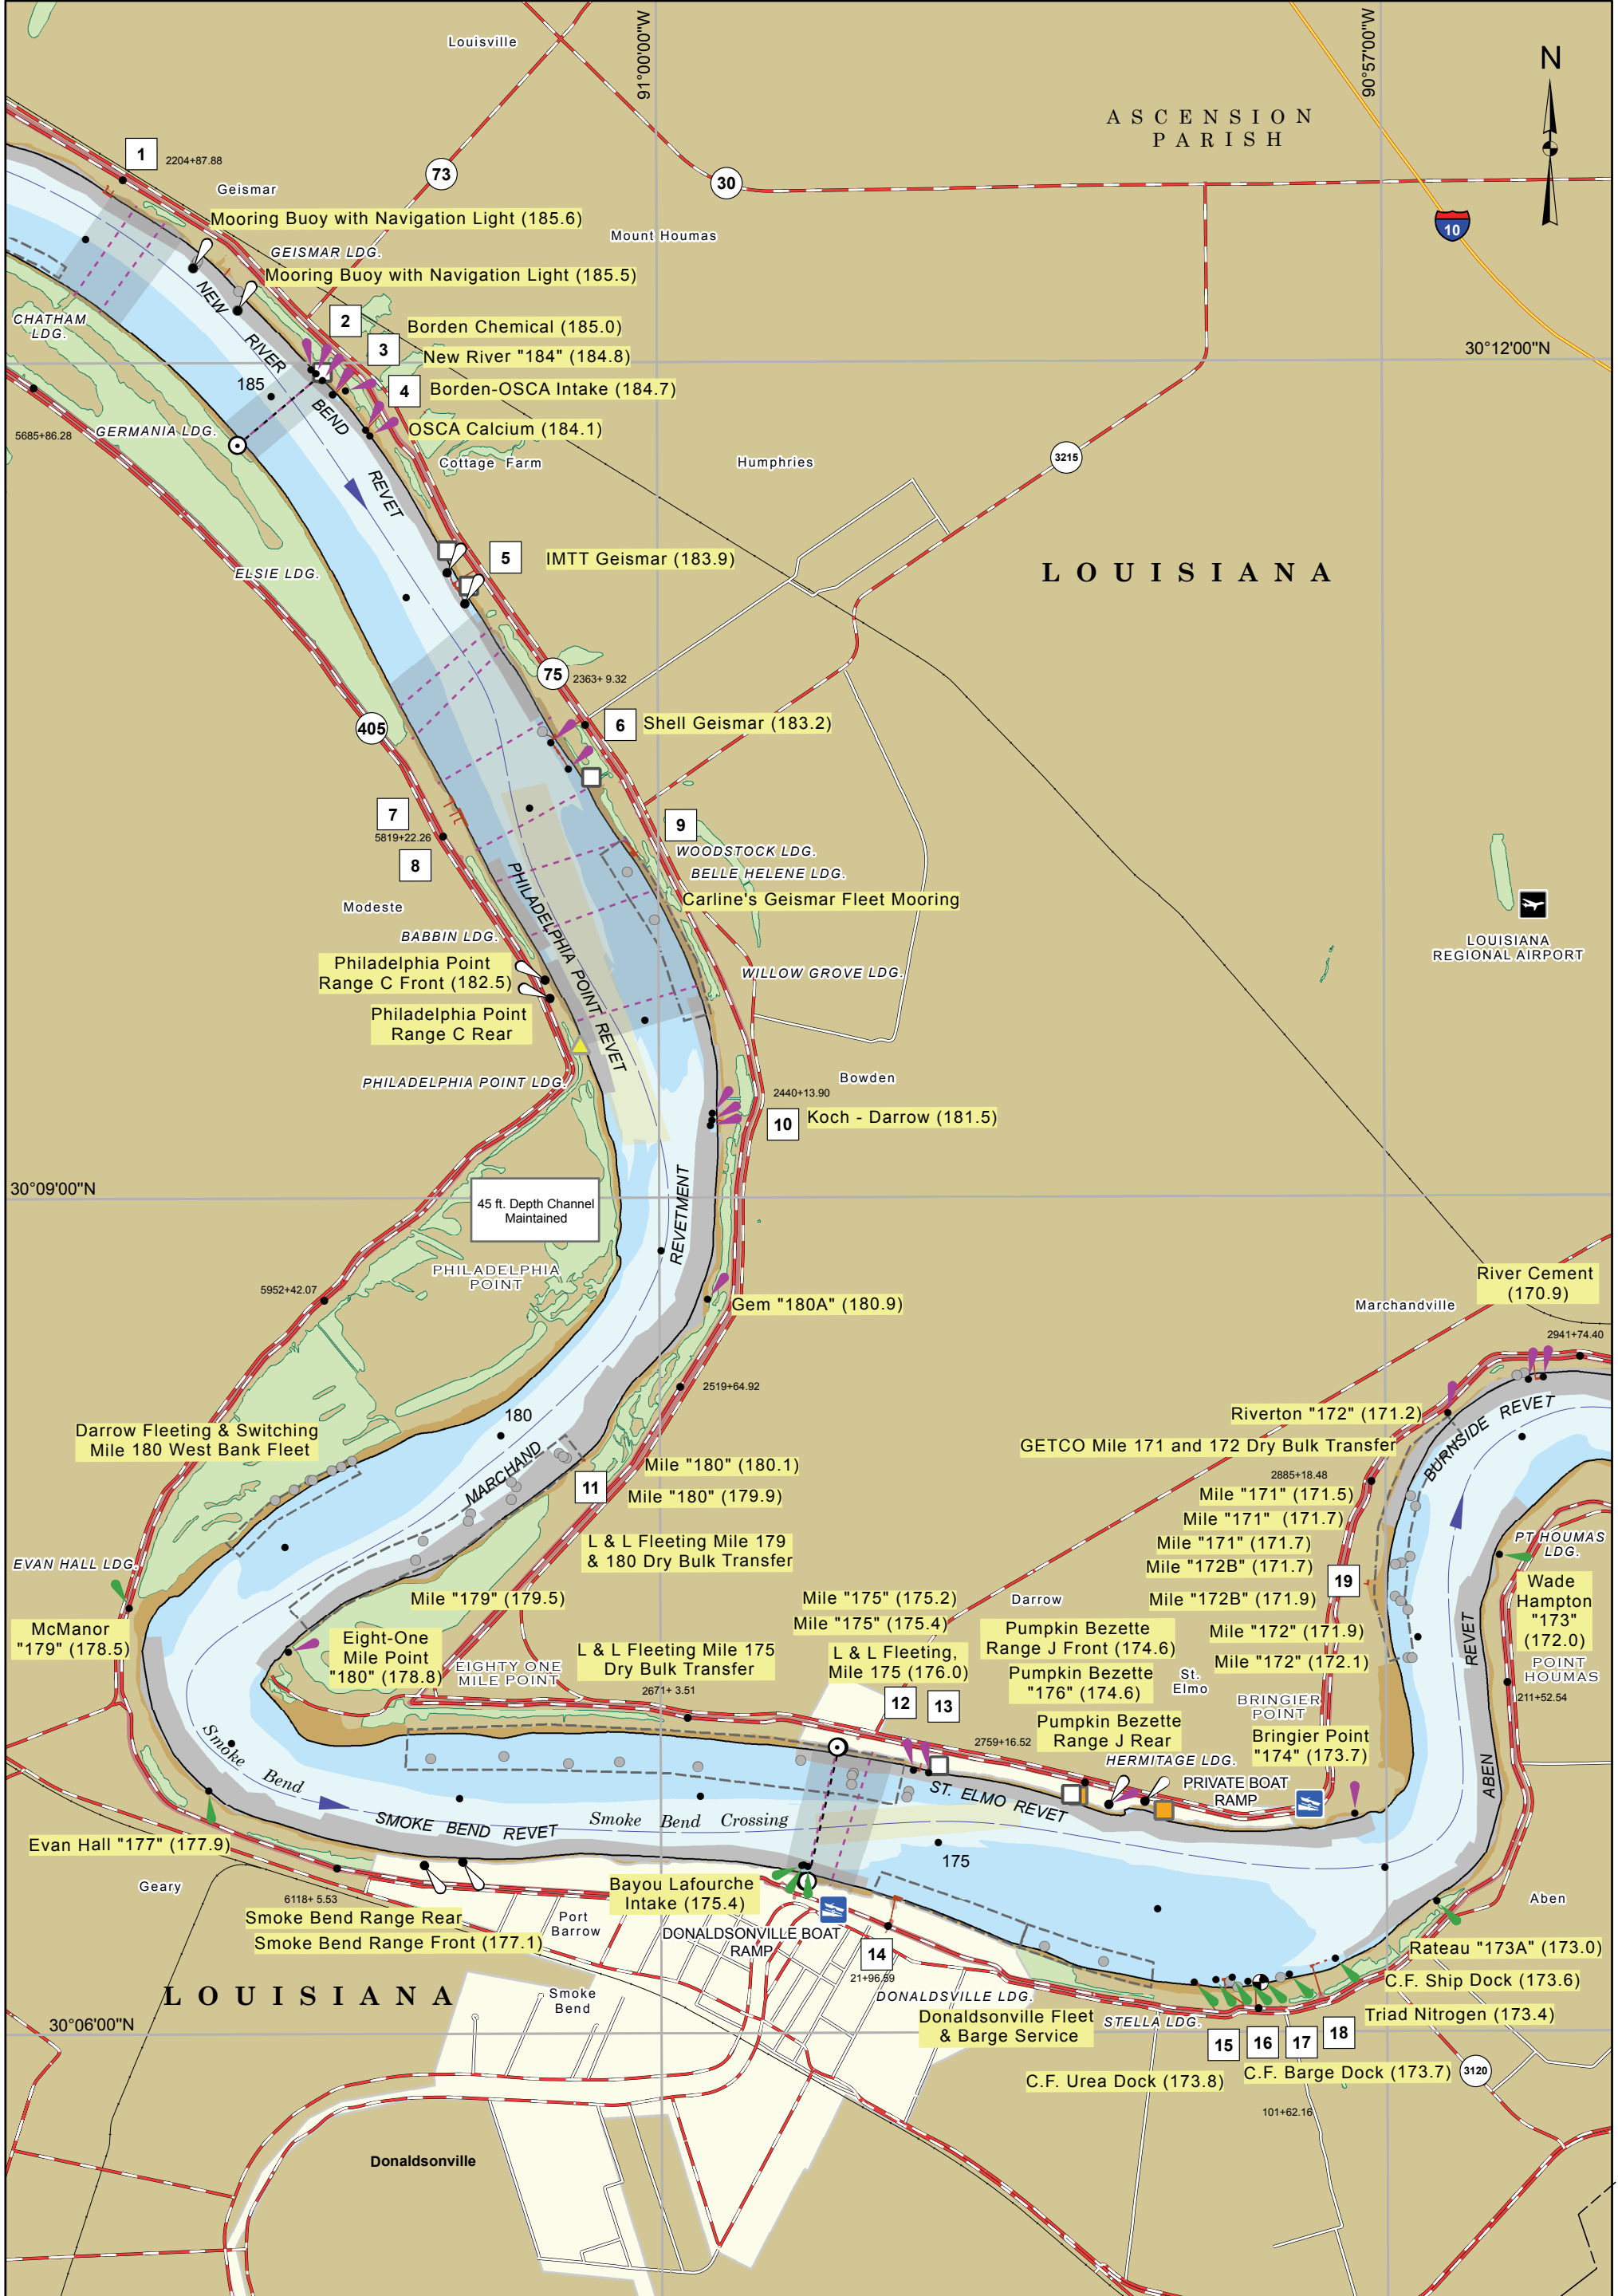 Louisville
91°00'00"W
90°57'00"W
N
ASCENSION
PARISH
1
2204+87.88
73
30
Geismar
10
Mooring Buoy with Navigation Light (185.6)
Mount Houmas
GEISMAR LDG.
Mooring Buoy with Navigation Light (185.5)
CHATHAM
LDG.
NEW RIVER BEND REVET
2
Borden Chemical (185.0)
3
New River "184" (184.8)
30°12'00"N
185
4
Borden-OSCA Intake (184.7)
5685+86.28
GERMANIA LDG.
OSCA Calcium (184.1)
Cottage Farm
Humphries
3215
5
IMTT Geismar (183.9)
ELSIE LDG.
LOUISIANA
75
2363+ 9.32
405
6
Shell Geismar (183.2)
7
5819+22.26
8
9
WOODSTOCK LDG.
BELLE HELENE LDG.
Carline's Geismar Fleet Mooring
Modeste
BABBIN LDG.
PHILADELPHIA POINT REVET
LOUISIANA
REGIONAL AIRPORT
Philadelphia Point
Range C Front (182.5)
WILLOW GROVE LDG.
Philadelphia Point
Range C Rear
PHILADELPHIA POINT LDG.
Bowden
2440+13.90
10
Koch - Darrow (181.5)
30°09'00"N
45 ft. Depth Channel
Maintained
REVETMENT
PHILADELPHIA
POINT
5952+42.07
Gem "180A" (180.9)
River Cement
(170.9)
Marchandville
2941+74.40
2519+64.92
180
Darrow Fleeting & Switching
Mile 180 West Bank Fleet
MARCHAND
Riverton "172" (171.2)
BURNSIDE REVET
GETCO Mile 171 and 172 Dry Bulk Transfer
Mile "180" (180.1)
11
Mile "180" (179.9)
2885+18.48
Mile "171" (171.5)
Mile "171" (171.7)
L & L Fleeting Mile 179
& 180 Dry Bulk Transfer
Mile "171" (171.7)
Mile "172B" (171.7)
PT HOUMAS
LDG.
EVAN HALL LDG.
19
Mile "179" (179.5)
Mile "175" (175.2)
Darrow
Mile "172B" (171.9)
Wade
Hampton
"173"
(172.0)
McManor
"179" (178.5)
Mile "175" (175.4)
Eight-One
Mile Point
"180" (178.8)
Pumpkin Bezette
Range J Front (174.6)
Mile "172" (171.9)
L & L Fleeting Mile 175
Dry Bulk Transfer
L & L Fleeting,
Mile 175 (176.0)
Mile "172" (172.1)
EIGHTY ONE
MILE POINT
Pumpkin Bezette
"176" (174.6)
St.
Elmo
POINT
HOUMAS
211+52.54
2671+ 3.51
12
13
BRINGIER
POINT
Pumpkin Bezette
Range J Rear
Bringier Point
"174" (173.7)
2759+16.52
HERMITAGE LDG.
Smoke Bend
PRIVATE BOAT
RAMP
ST. ELMO REVET
ABEN REVET
SMOKE BEND REVET
Smoke Bend Crossing
Evan Hall "177" (177.9)
175
Geary
Bayou Lafourche
Intake (175.4)
Aben
6118+ 5.53
Smoke Bend Range Rear
Port
Barrow
DONALDSONVILLE BOAT
RAMP
Smoke Bend Range Front (177.1)
14
21+96.59
Rateau "173A" (173.0)
C.F. Ship Dock (173.6)
LOUISIANA
Smoke
Bend
DONALDSVILLE LDG.
Donaldsonville Fleet
& Barge Service
STELLA LDG.
Triad Nitrogen (173.4)
30°06'00"N
15
16
17
18
C.F. Urea Dock (173.8)
C.F. Barge Dock (173.7)
3120
101+62.16
Donaldsonville